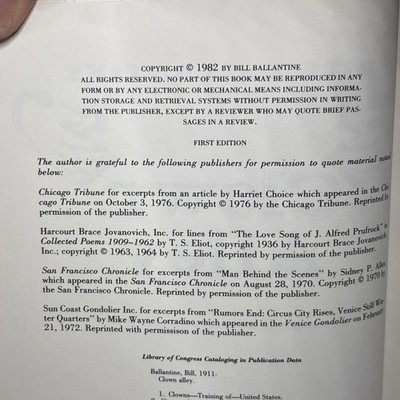 COPYRIGHT © 1982 BY BILL BALLANTINE
ALL RIGHTS RESERVED. NO PART OF THIS BOOK MAY BE REPRODUCED IN ANY
FORM OR BY ANY ELECTRONIC OR MECHANICAL MEANS INCLUDING INFORMA-
TION STORAGE AND RETRIEVAL SYSTEMS WITHOUT PERMISSION IN WRITING
FROM THE PUBLISHER, EXCEPT BY A REVIEWER WHO MAY QUOTE BRIEF PAS-
SAGES IN A REVIEW.
FIRST EDITION
The author is grateful to the following publishers for permission to quote material noted
below:
Chicago Tribune for excerpts from an article by Harriet Choice which appeared in the Chi-
cago Tribune on October 3, 1976. Copyright © 1976 by the Chicago Tribune. Reprinted by
permission of the publisher.
Harcourt Brace Jovanovich, Inc. for lines from "The Love Song of J. Alfred Prufrock"
Collected Poems 1909–1962 by T. S. Eliot, copyright 1936 by Harcourt Brace Jovanovich,
Inc.; copyright © 1963, 1964 by T. S. Eliot. Reprinted by permission of the publisher.
San Francisco Chronicle for excerpts from "Man Behind the Scenes" by Sidney P. Allen
which appeared in the San Francisco Chronicle on August 28, 1970. Copyright © 1970 by
the San Francisco Chronicle. Reprinted by permission of the publisher.
Sun Coast Gondolier Inc. for excerpts from "Rumors End: Circus City Rises, Venice Still Win-
ter Quarters" by Mike Wayne Corradino which appeared in the Venice Gondolier on February
21, 1972. Reprinted with permisison of the publisher.
Library of Congress Cataloging in Publication Data
Ballantine, Bill, 1911-
Clown alley.
1. Clowns—Training of—United States.